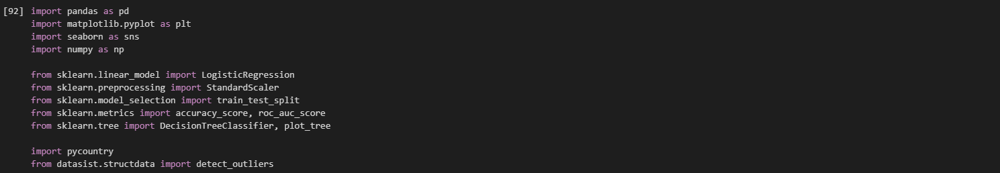 [92] import pandas as pd
import matplotlib.pyplot as plt
import seaborn as sns
import numpy as np
from sklearn.linear_model import LogisticRegression
from sklearn.preprocessing import StandardScaler
from sklearn.model_selection import train_test_split
from sklearn.metrics import accuracy_score, roc_auc_score
from sklearn.tree import DecisionTreeClassifier, plot_tree
import pycountry
from datasist.structdata import detect_outliers